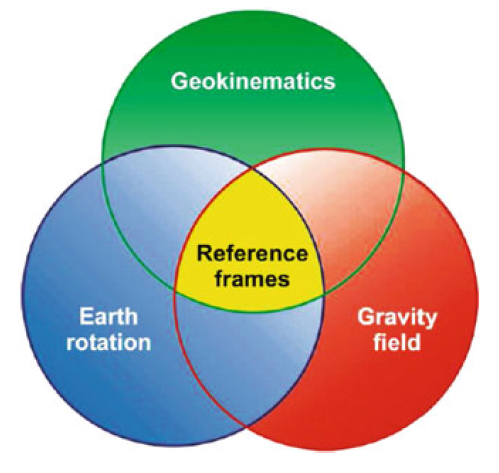 Geokinematics
Reference
frames
Earth
rotation
Gravity
field